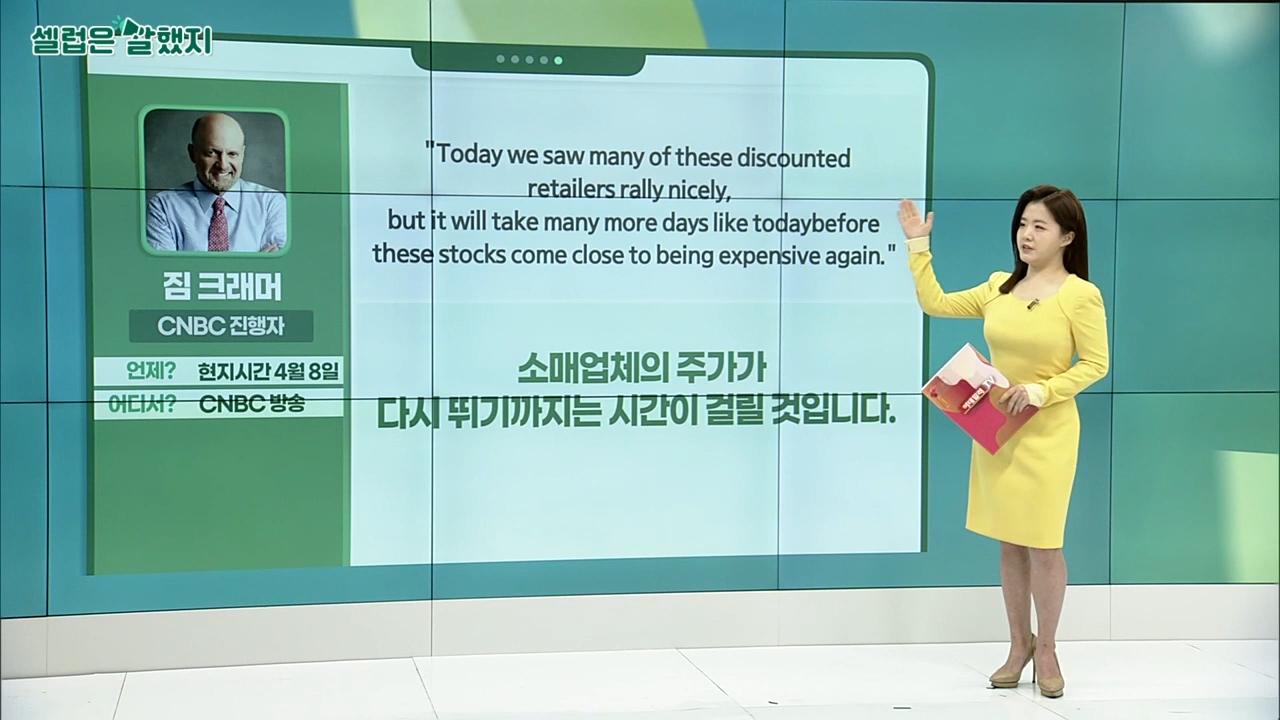 셀럽은 말했지
"Today we saw many of these discounted
retailers rally nicely,
but it will take many more days like todaybefore
these stocks come close to being expensive again."
짐 크래머
CNBC 진행자
언제? 현지시간 4월 8일
어디서? CNBC 방송
소매업체의 주가가
다시 뛰기까지는 시간이 걸릴 것입니다.